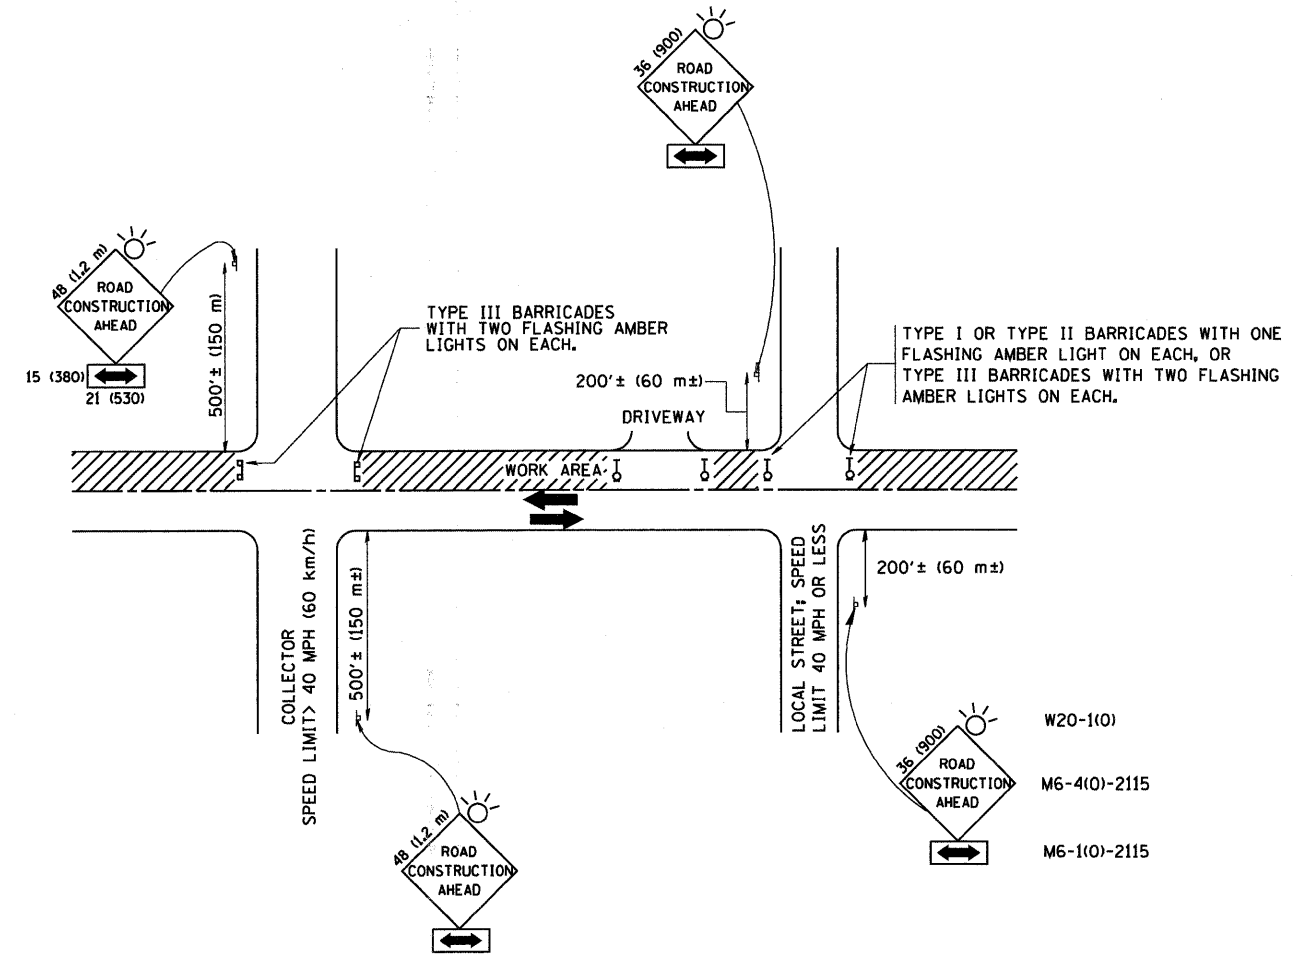 36 (900)
ROAD
CONSTRUCTION
AHEAD
48 (1.2 m)
ROAD
CONSTRUCTION
AHEAD
15 (380)
21 (530)
500'± (150 m)
TYPE III BARRICADES
WITH TWO FLASHING AMBER
LIGHTS ON EACH.
200'± (60 m±)
DRIVEWAY
TYPE I OR TYPE II BARRICADES WITH ONE
FLASHING AMBER LIGHT ON EACH, OR
TYPE III BARRICADES WITH TWO FLASHING
AMBER LIGHTS ON EACH.
WORK AREA
COLLECTOR
SPEED LIMIT> 40 MPH (60 km/h)
500'± (150 m±)
LOCAL STREET; SPEED
LIMIT 40 MPH OR LESS
200'± (60 m±)
48 (1.2 m)
ROAD
CONSTRUCTION
AHEAD
36 (900)
ROAD
CONSTRUCTION
AHEAD
W20-1(O)
M6-4(O)-2115
M6-1(O)-2115